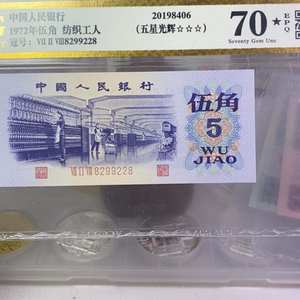 中国人民银行
1972年伍角 纺织工人
冠号：VII II VIII8299228
20198406
(五星光辉☆☆☆)
70★
EPQ
Seventy Gem Unc
中國人民銀行
伍角
5
WU
JIAO
VII II VIII 8299228